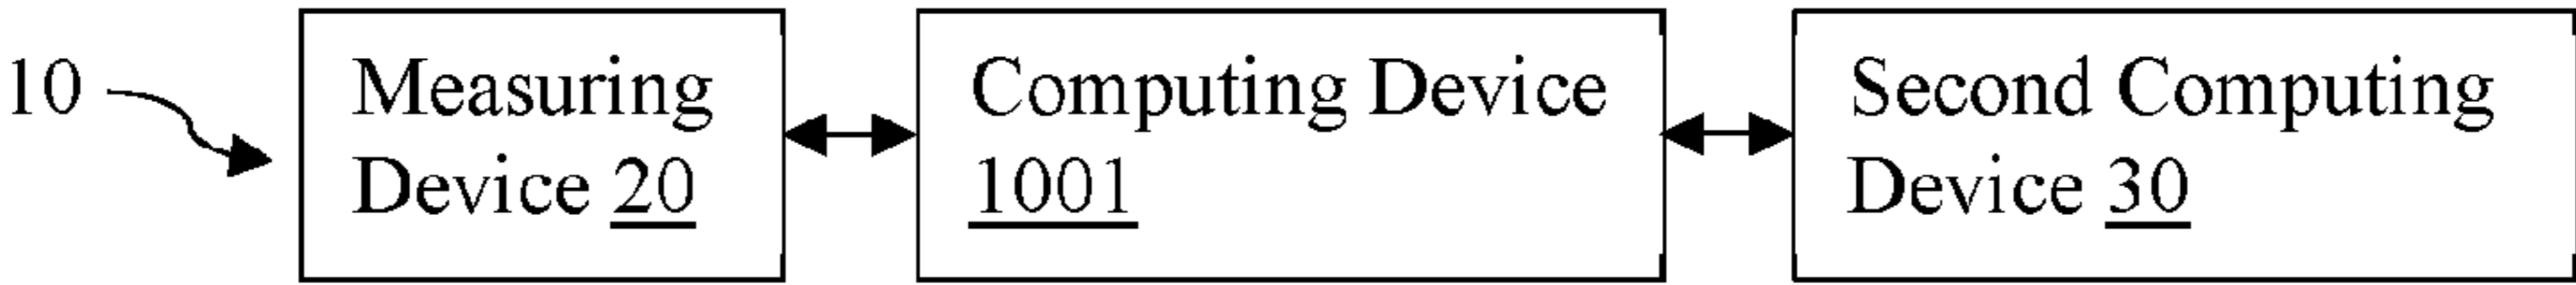 10
Measuring
Device 20
Computing Device
1001
Second Computing
Device 30